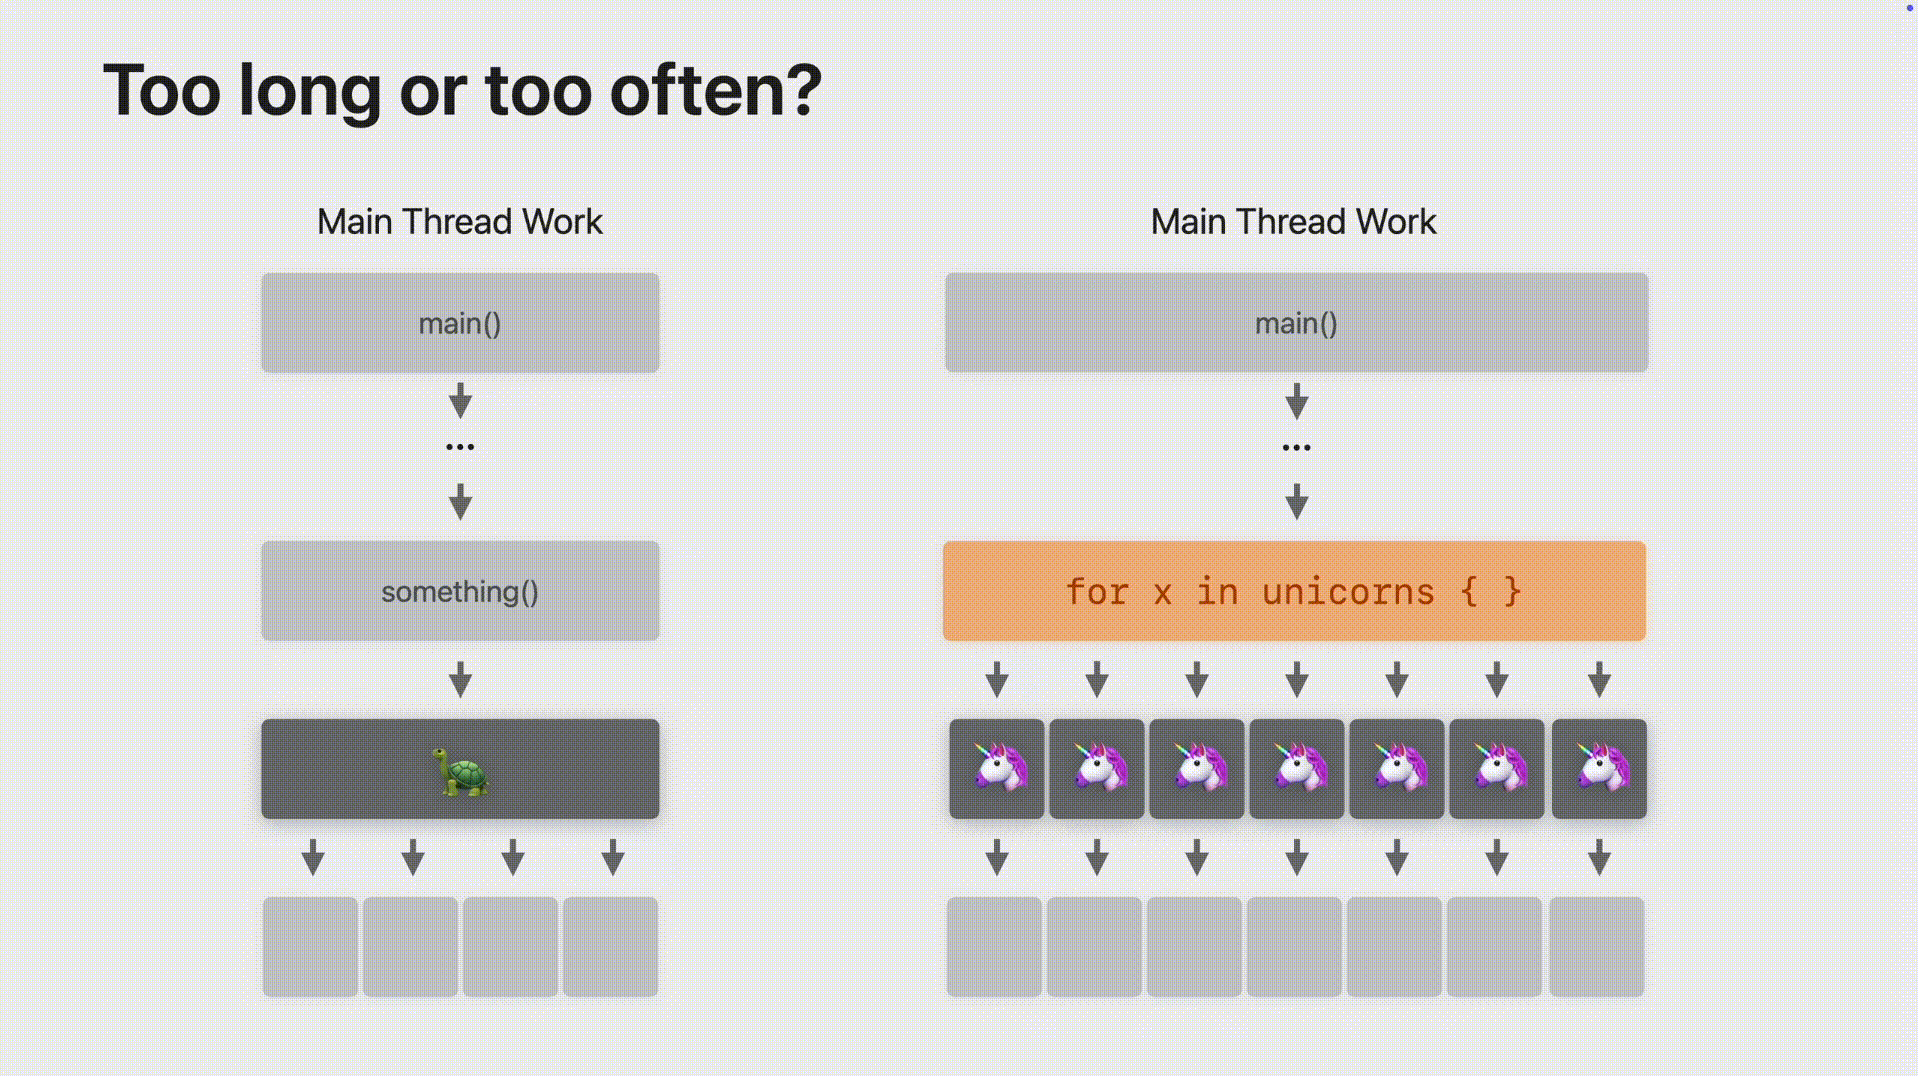 Too long or too often?
Main Thread Work
main()
...
something()
Main Thread Work
main()
...
for x in unicorns { }